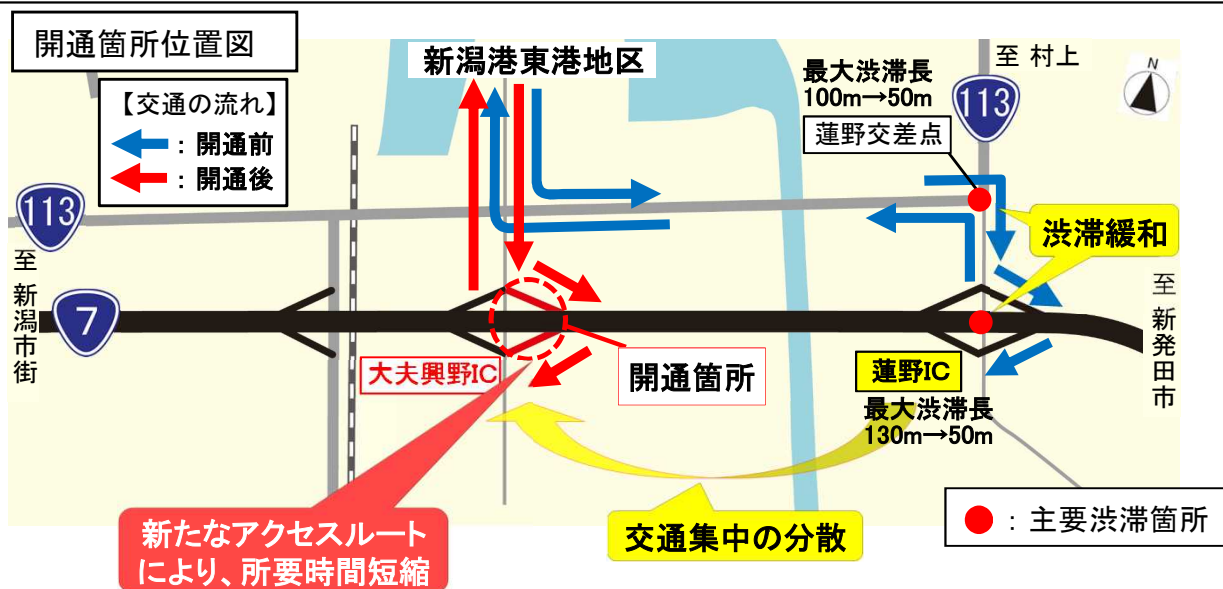 開通箇所位置図
【交通の流れ】
：開通前
：開通後
新潟港東港地区
最大渋滞長
100m→50m
蓮野交差点
至 村上
113
N
113
至 新潟市街
7
渋滞緩和
至 新発田市
大夫興野IC
開通箇所
蓮野IC
最大渋滞長
130m→50m
新たなアクセスルート
により、所要時間短縮
交通集中の分散
：主要渋滞箇所